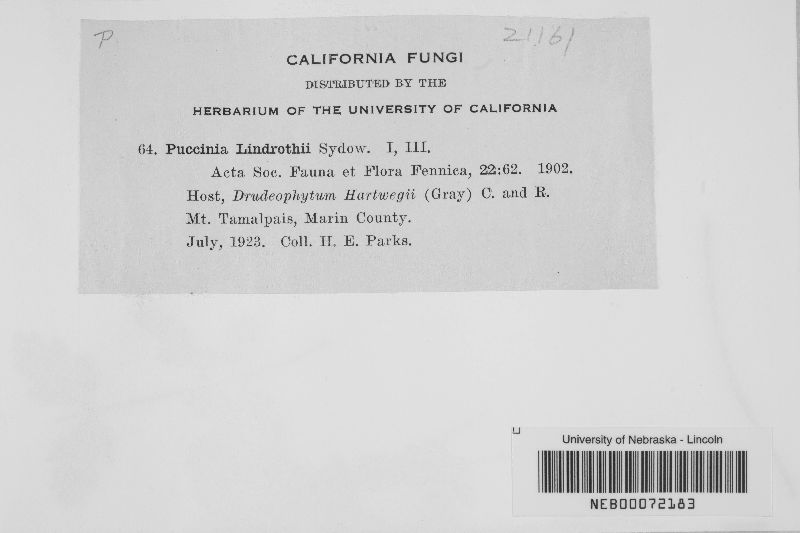 P
21161
CALIFORNIA FUNGI
DISTRIBUTED BY THE
HERBARIUM OF THE UNIVERSITY OF CALIFORNIA
64. Puccinia Lindrothii Sydow. I, III.
Acta Soc. Fauna et Flora Fennica, 22:62. 1902.
Host, Drudeophytum Hartwegii (Gray) C. and R.
Mt. Tamalpais, Marin County.
July, 1923. Coll. H. E. Parks.
University of Nebraska - Lincoln
NEB00072183